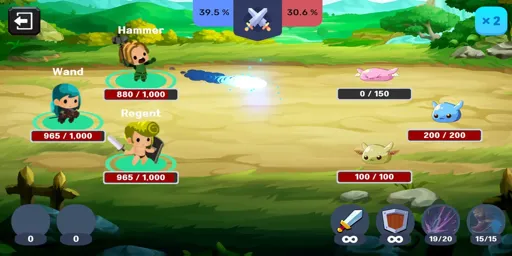 39.5 % 30.6 %
× 2
Hammer
880 / 1,000
Wand
965 / 1,000
Regent
965 / 1,000
0 / 150
200 / 200
100 / 100
0 0 ∞ ∞ 19/20 15/15